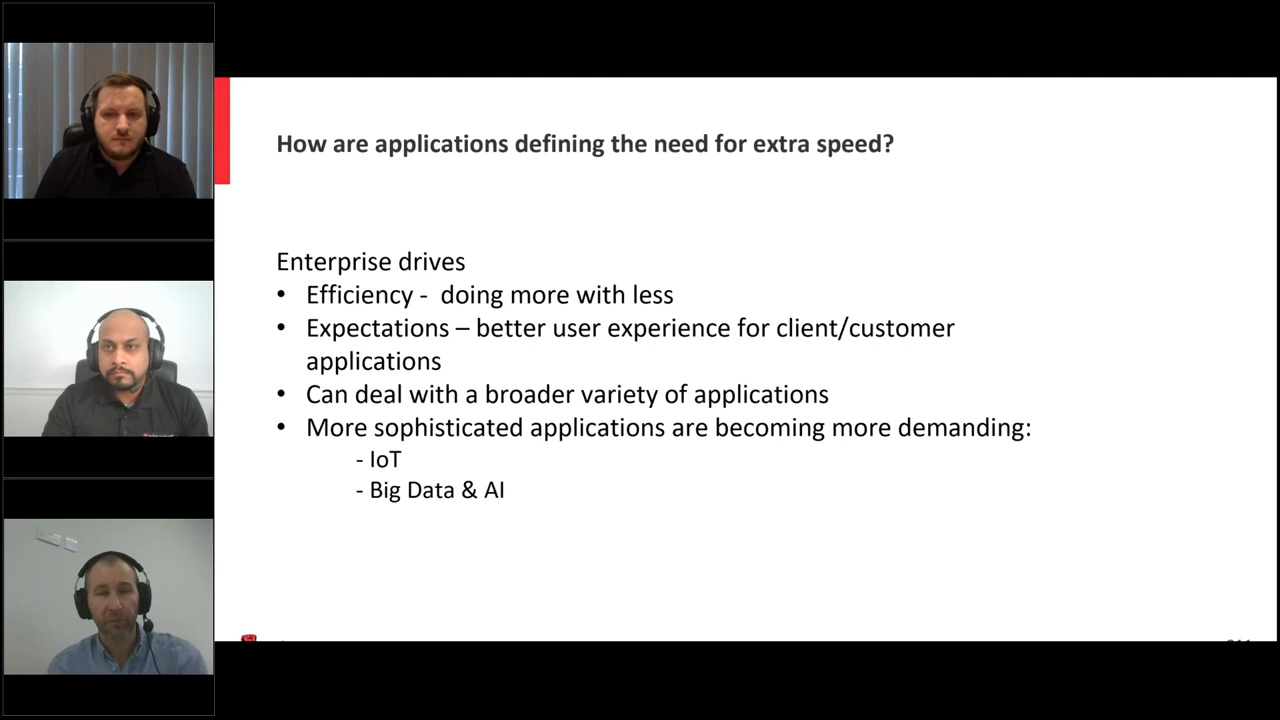 How are applications defining the need for extra speed?
Enterprise drives
• Efficiency -  doing more with less
• Expectations – better user experience for client/customer
applications
• Can deal with a broader variety of applications
• More sophisticated applications are becoming more demanding:
- IoT
- Big Data & AI